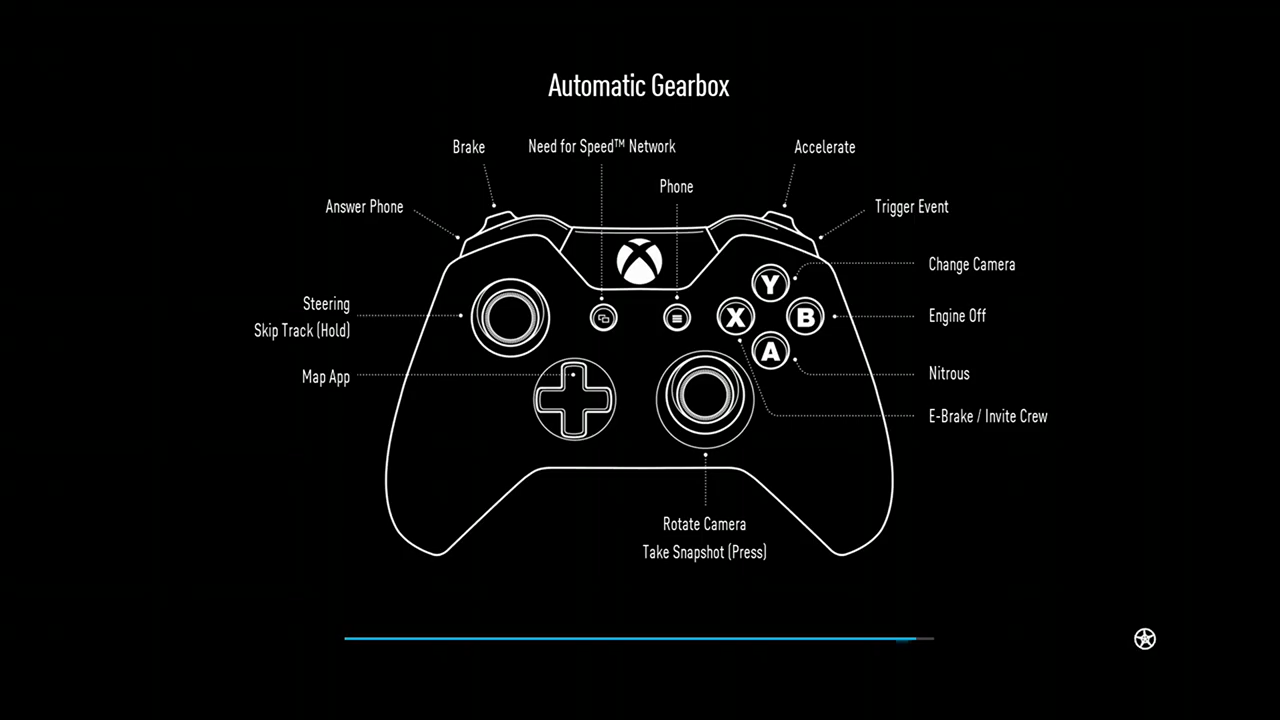 Automatic Gearbox
Brake
Need for Speed™ Network
Accelerate
Phone
Answer Phone
Trigger Event
Change Camera
Y
Steering
Skip Track (Hold)
X
B
Engine Off
A
Map App
Nitrous
E-Brake / Invite Crew
Rotate Camera
Take Snapshot (Press)